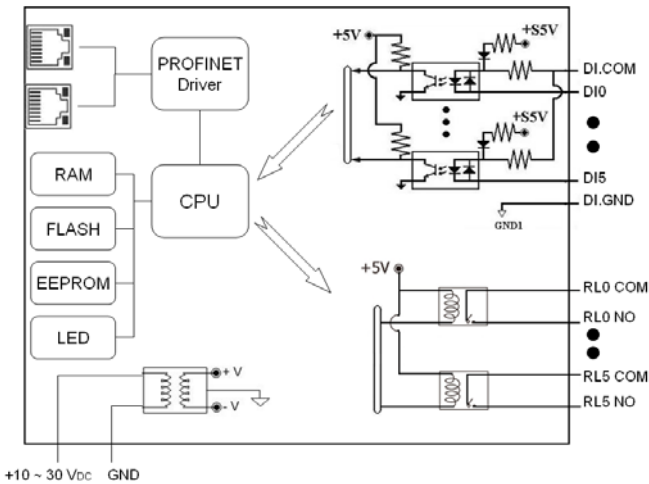 PROFINET
Driver
CPU
RAM
FLASH
EEPROM
LED
+V
-V
+10 ~ 30 VDC
GND
+5V
+S5V
DI.COM
DI0
+S5V
DI5
DI.GND
GND1
+5V
RL0 COM
RL0 NO
RL5 COM
RL5 NO